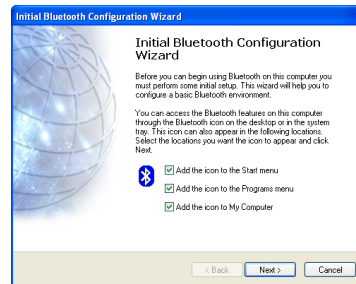 Initial Bluetooth Configuration Wizard
Initial Bluetooth Configuration
Wizard
Before you can begin using Bluetooth on this computer you
must perform some initial setup. This wizard will help you to
configure a basic Bluetooth environment.
You can access the Bluetooth features on this computer
through the Bluetooth icon on the desktop or in the system
tray. This icon can also appear in the following locations.
Select the locations you want the icon to appear and click
Next.
Add the icon to the Start menu
Add the icon to the Programs menu
Add the icon to My Computer
< Back Next > Cancel